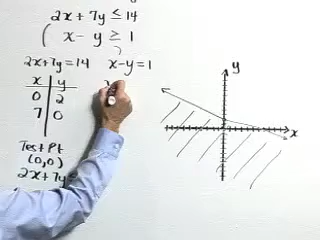 2x + 7y ≤ 14
( x - y ≥ 1
2x+7y=14 x-y=1
x y
0 2
7 0
Test Pt
(0,0)
2x+7y
y
x